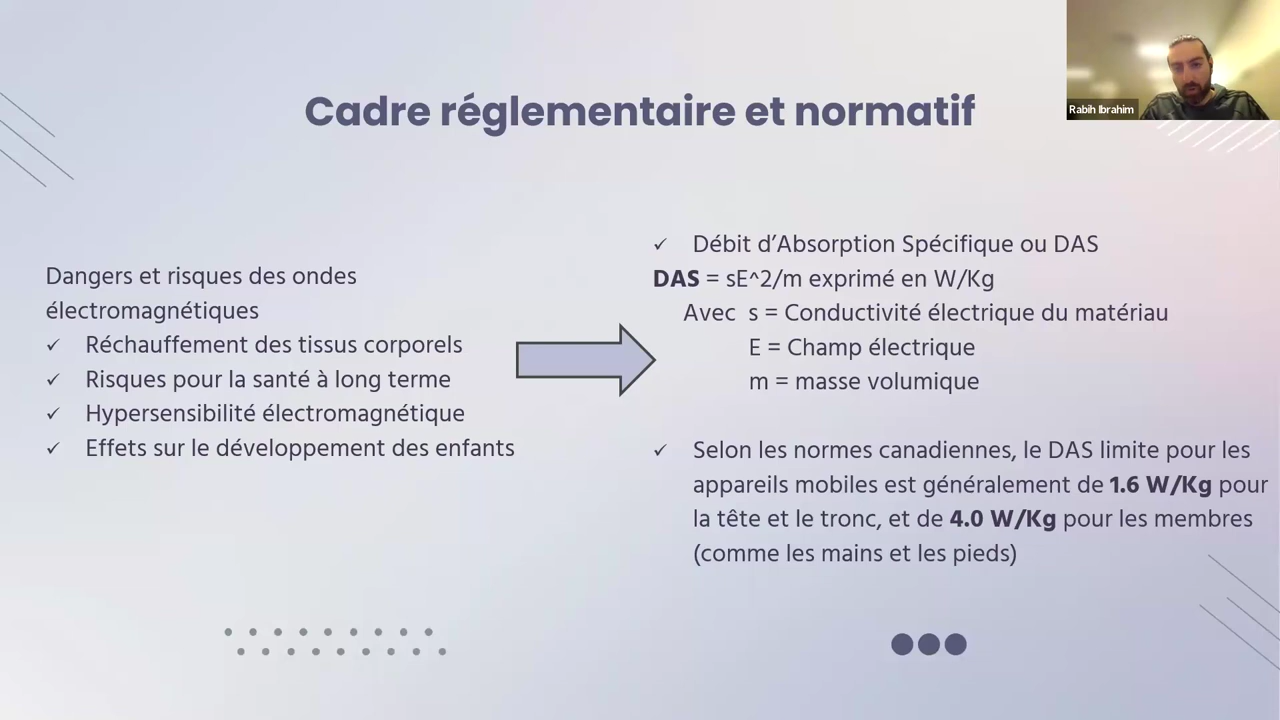 Cadre réglementaire et normatif
Rabih Ibrahim
Dangers et risques des ondes
électromagnétiques
✓ Réchauffement des tissus corporels
✓ Risques pour la santé à long terme
✓ Hypersensibilité électromagnétique
✓ Effets sur le développement des enfants
✓ Débit d’Absorption Spécifique ou DAS
DAS = sE^2/m exprimé en W/Kg
Avec s = Conductivité électrique du matériau
E = Champ électrique
m = masse volumique
✓ Selon les normes canadiennes, le DAS limite pour les
appareils mobiles est généralement de 1.6 W/Kg pour
la tête et le tronc, et de 4.0 W/Kg pour les membres
(comme les mains et les pieds)